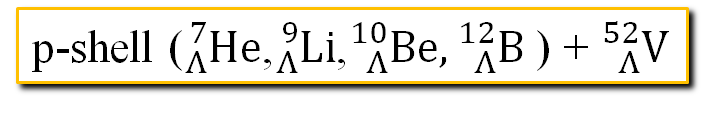 p-shell (⁷ΛHe, ⁹ΛLi, ¹⁰ΛBe, ¹²ΛB ) + ⁵²ΛV